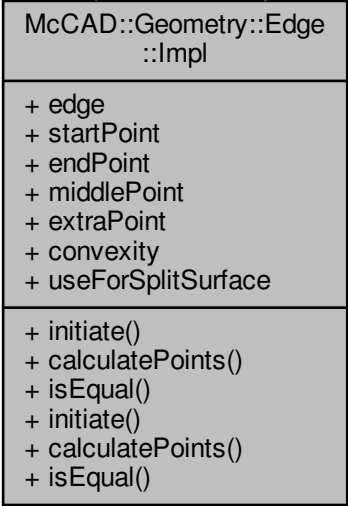 McCAD::Geometry::Edge
::Impl
+ edge
+ startPoint
+ endPoint
+ middlePoint
+ extraPoint
+ convexity
+ useForSplitSurface
+ initiate()
+ calculatePoints()
+ isEqual()
+ initiate()
+ calculatePoints()
+ isEqual()